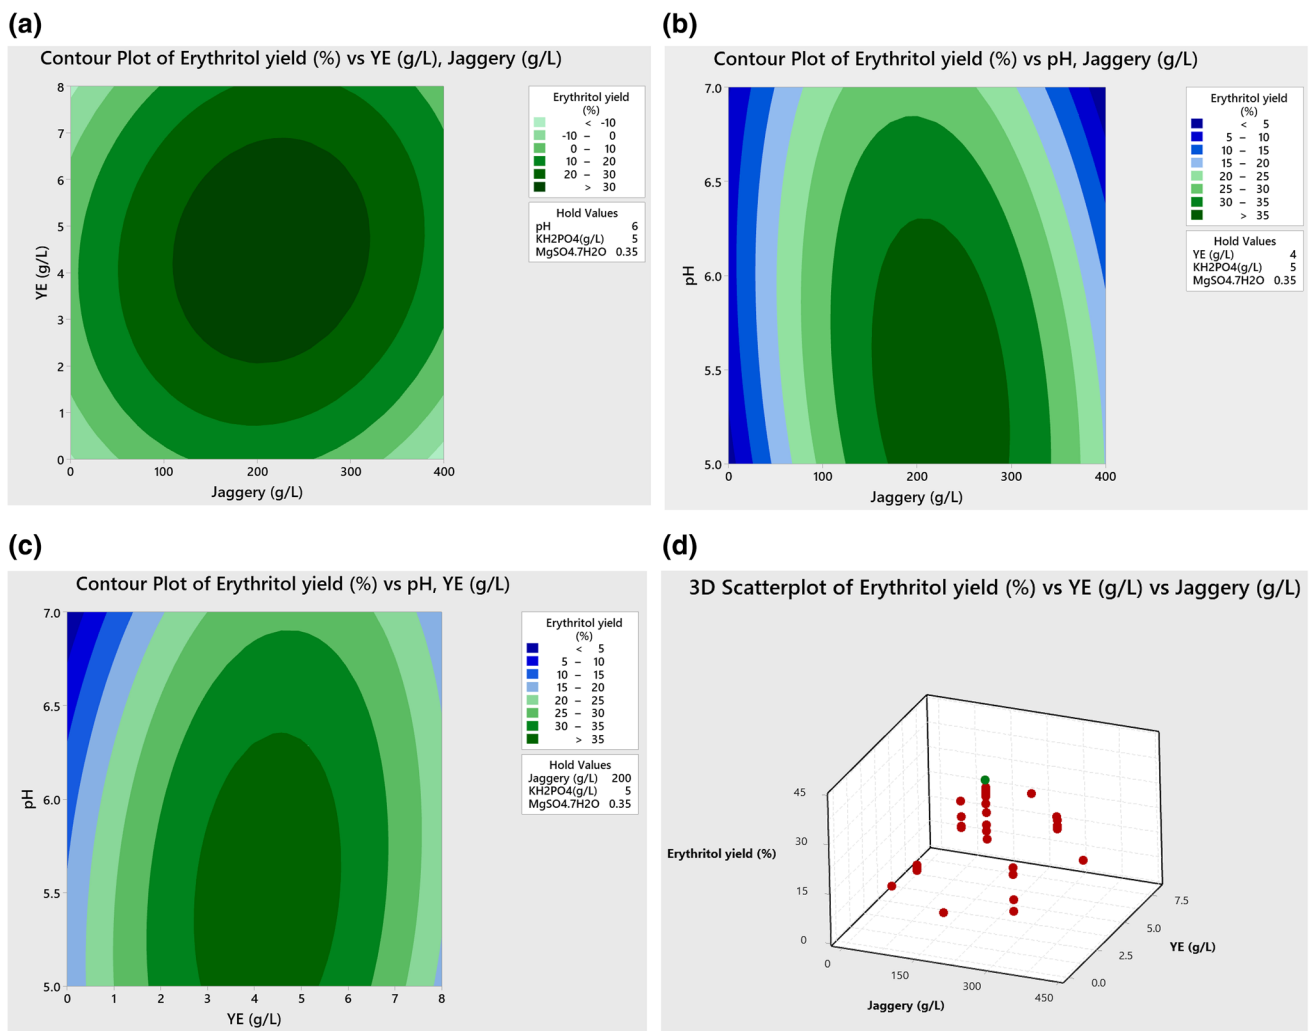 (a)
Contour Plot of Erythritol yield (%) vs YE (g/L), Jaggery (g/L)
8
7
6
5
4
3
2
1
0
YE (g/L)
0 100 200 300 400
Jaggery (g/L)
Erythritol yield
(%)
< -10
-10 – 0
0 – 10
10 – 20
20 – 30
> 30
Hold Values
pH 6
KH2PO4(g/L) 5
MgSO4.7H2O 0.35
(b)
Contour Plot of Erythritol yield (%) vs pH, Jaggery (g/L)
7.0
6.5
6.0
5.5
5.0
pH
0 100 200 300 400
Jaggery (g/L)
Erythritol yield
(%)
< 5
5 – 10
10 – 15
15 – 20
20 – 25
25 – 30
30 – 35
> 35
Hold Values
YE (g/L) 4
KH2PO4(g/L) 5
MgSO4.7H2O 0.35
(c)
Contour Plot of Erythritol yield (%) vs pH, YE (g/L)
7.0
6.5
6.0
5.5
5.0
pH
0 1 2 3 4 5 6 7 8
YE (g/L)
Erythritol yield
(%)
< 5
5 – 10
10 – 15
15 – 20
20 – 25
25 – 30
30 – 35
> 35
Hold Values
Jaggery (g/L) 200
KH2PO4(g/L) 5
MgSO4.7H2O 0.35
(d)
3D Scatterplot of Erythritol yield (%) vs YE (g/L) vs Jaggery (g/L)
45
30
15
0
Erythritol yield (%)
0
150
300
450
Jaggery (g/L)
7.5
5.0
2.5
0.0
YE (g/L)